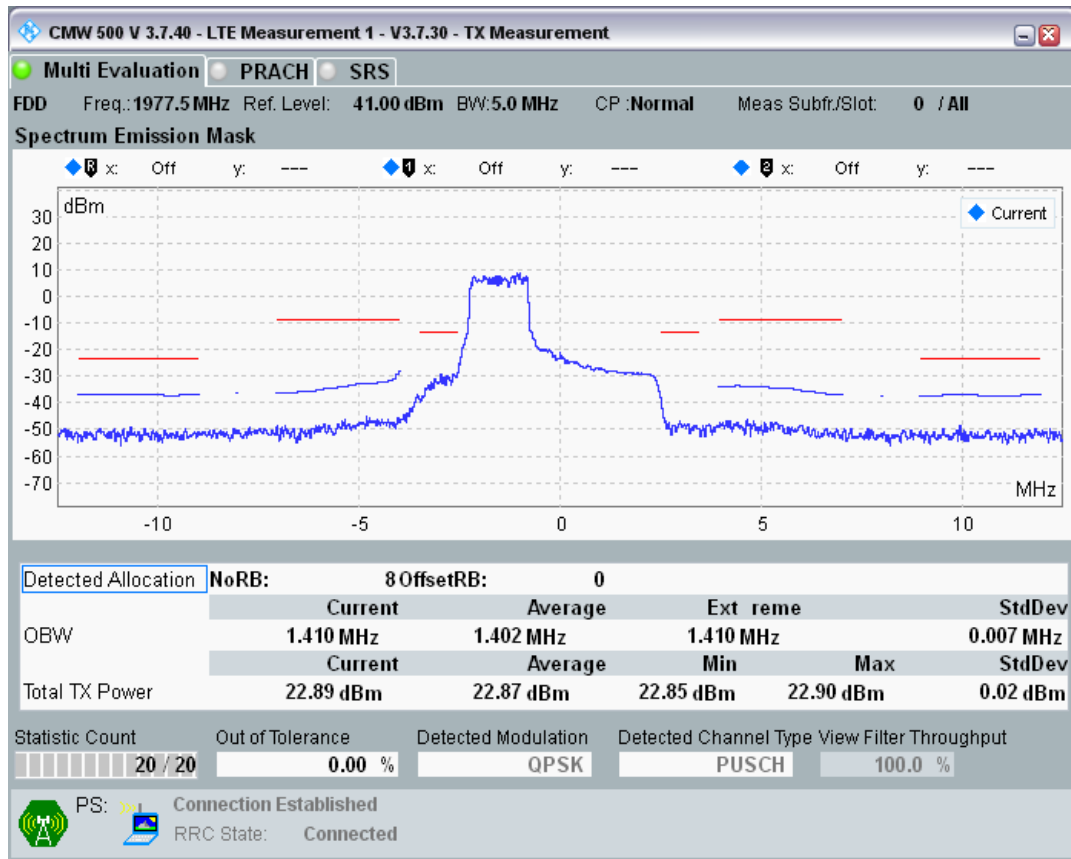 CMW 500 V 3.7.40 - LTE Measurement 1 - V3.7.30 - TX Measurement
Multi Evaluation PRACH SRS
FDD Freq.:1977.5 MHz Ref. Level: 41.00 dBm BW:5.0 MHz CP :Normal Meas Subfr./Slot: 0 / All
Spectrum Emission Mask
R x: Off y: --- 1 x: Off y: --- 2 x: Off y: ---
dBm
Current
30
20
10
0
-10
-20
-30
-40
-50
-60
-70
MHz
-10 -5 0 5 10
Detected Allocation NoRB: 8 OffsetRB: 0
Current Average Ext reme StdDev
OBW 1.410 MHz 1.402 MHz 1.410 MHz 0.007 MHz
Current Average Min Max StdDev
Total TX Power 22.89 dBm 22.87 dBm 22.85 dBm 22.90 dBm 0.02 dBm
Statistic Count Out of Tolerance Detected Modulation Detected Channel Type View Filter Throughput
20 / 20 0.00 % QPSK PUSCH 100.0 %
PS: Connection Established
RRC State: Connected